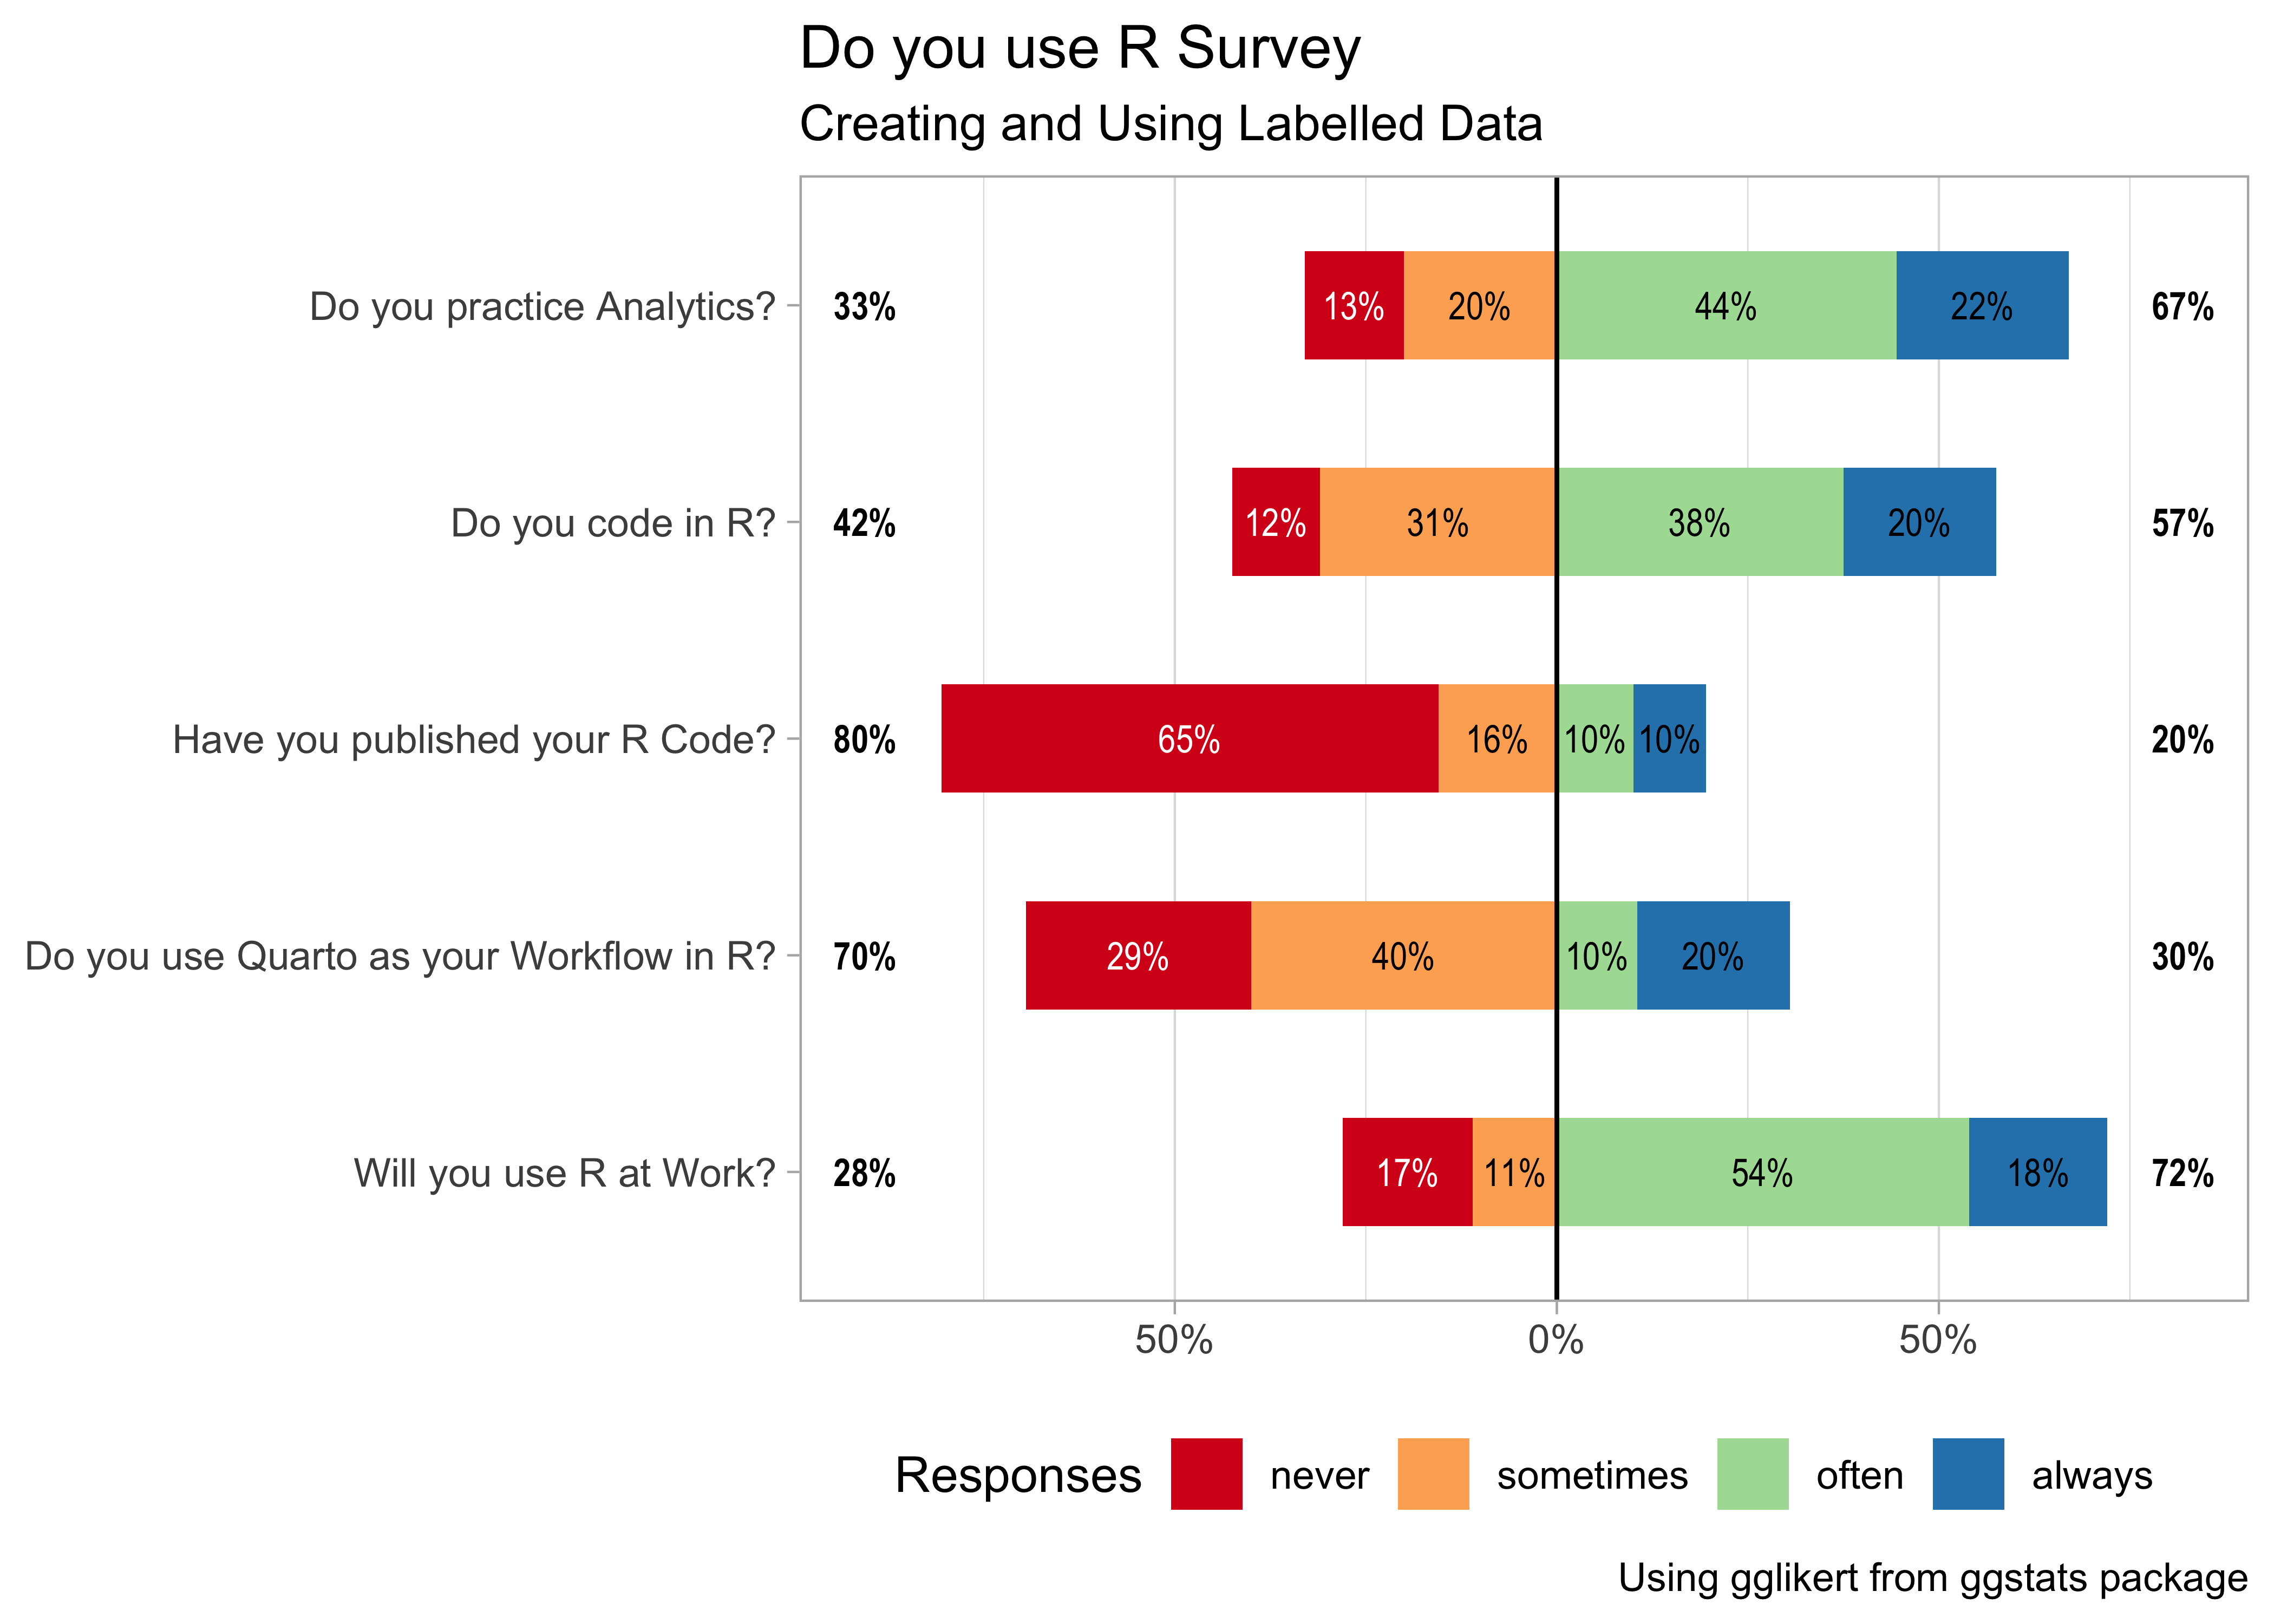 Do you use R Survey
Creating and Using Labelled Data
Do you practice Analytics? 33% 13% 20% 44% 22% 67%
Do you code in R? 42% 12% 31% 38% 20% 57%
Have you published your R Code? 80% 65% 16% 10% 10% 20%
Do you use Quarto as your Workflow in R? 70% 29% 40% 10% 20% 30%
Will you use R at Work? 28% 17% 11% 54% 18% 72%
50% 0% 50%
Responses never sometimes often always
Using gglikert from ggstats package